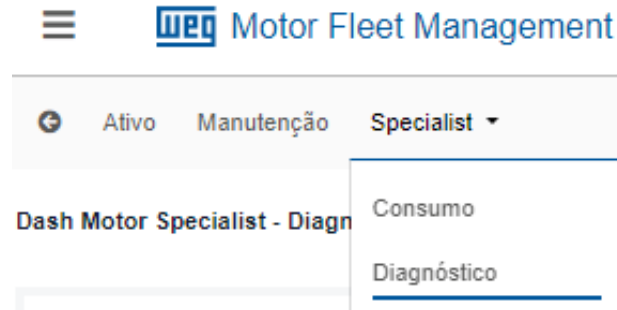 weg Motor Fleet Management
Ativo Manutenção Specialist
Dash Motor Specialist - Diagn
Consumo
Diagnóstico